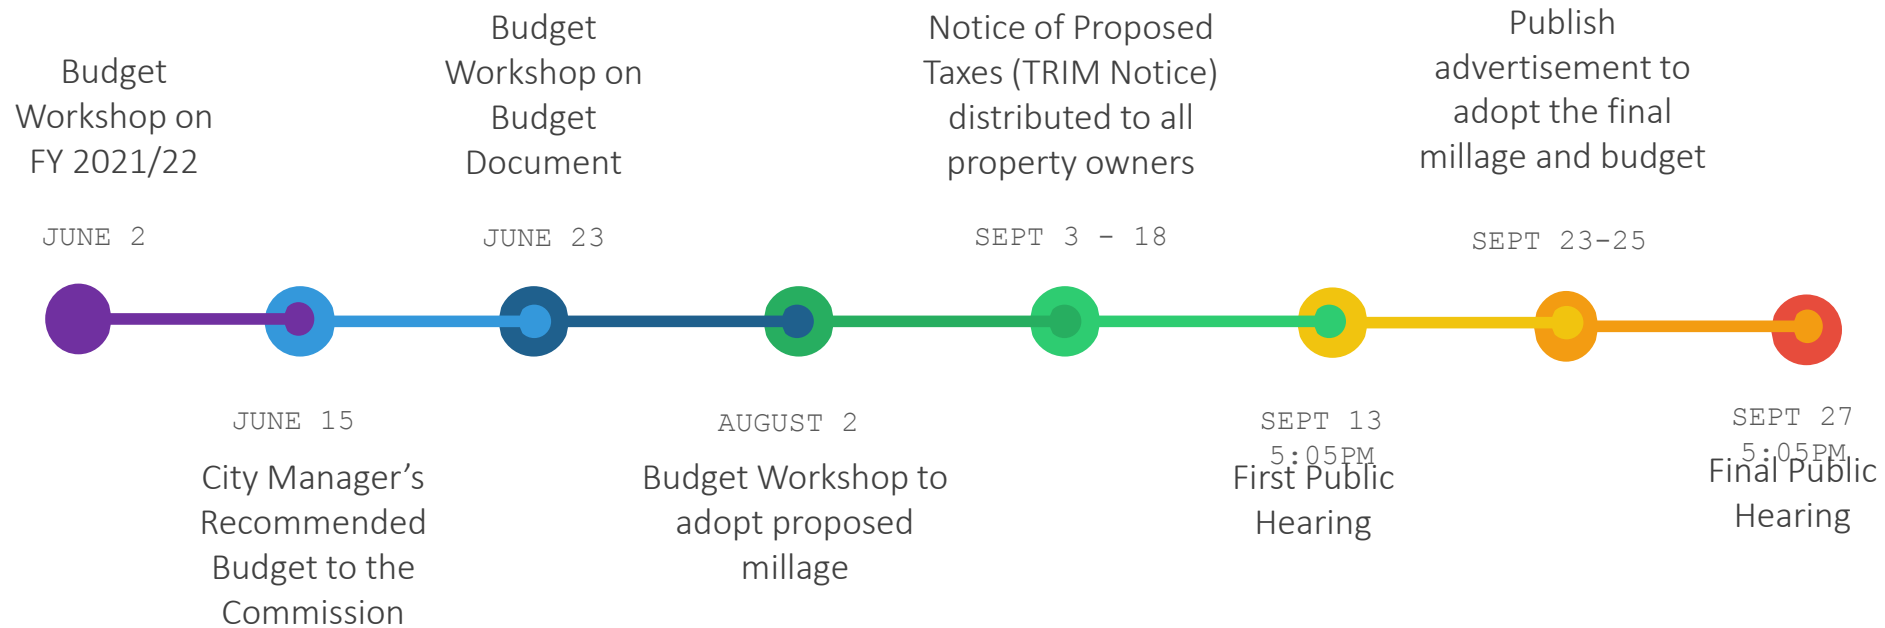 Budget
Workshop on
FY 2021/22
JUNE 2
JUNE 15
City Manager’s
Recommended
Budget to the
Commission
Budget
Workshop on
Budget
Document
JUNE 23
AUGUST 2
Budget Workshop to
adopt proposed
millage
Notice of Proposed
Taxes (TRIM Notice)
distributed to all
property owners
SEPT 3 – 18
SEPT 13
5:05PM
First Public
Hearing
Publish
advertisement to
adopt the final
millage and budget
SEPT 23-25
SEPT 27
5:05PM
Final Public
Hearing